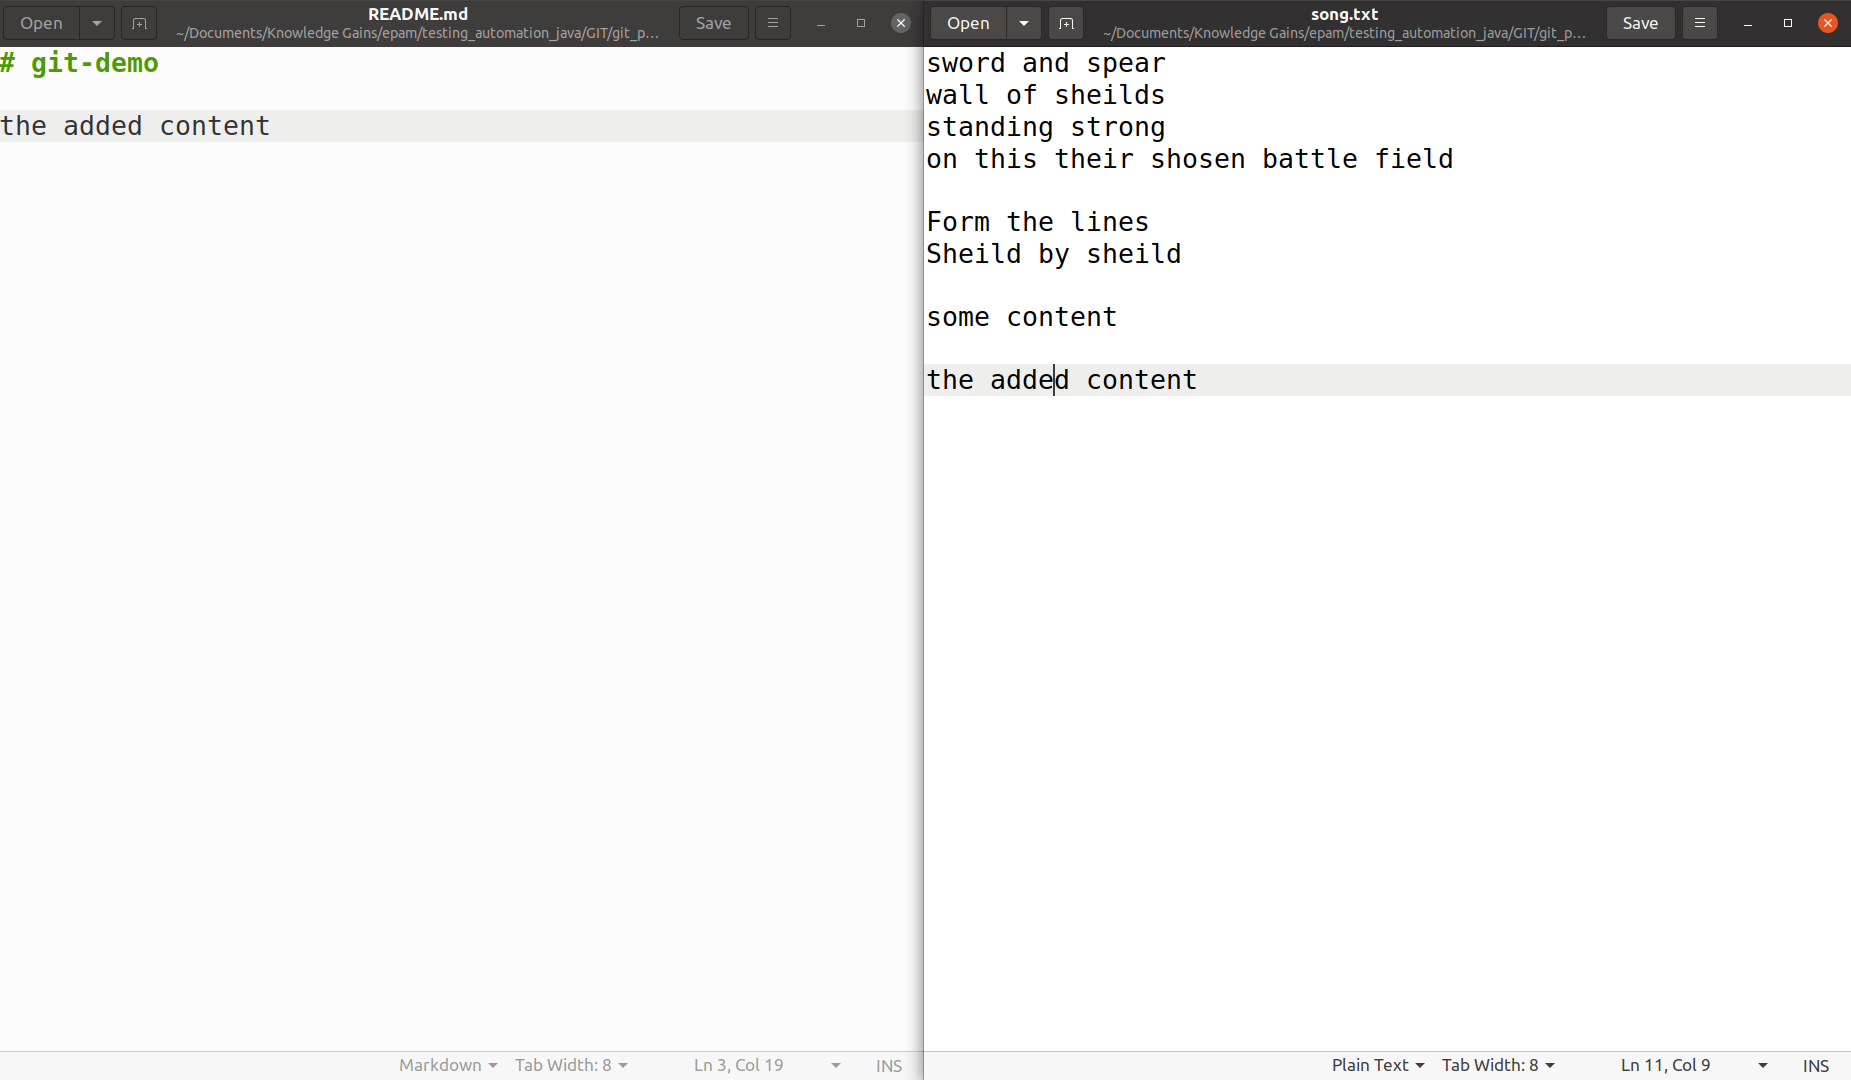 Open
README.md
~/Documents/Knowledge Gains/epam/testing_automation_java/GIT/git_p...
Save
# git-demo
the added content
Markdown
Tab Width: 8
Ln 3, Col 19
INS
Open
song.txt
~/Documents/Knowledge Gains/epam/testing_automation_java/GIT/git_p...
Save
sword and spear
wall of sheilds
standing strong
on this their shosen battle field
Form the lines
Sheild by sheild
some content
the added content
Plain Text
Tab Width: 8
Ln 11, Col 9
INS